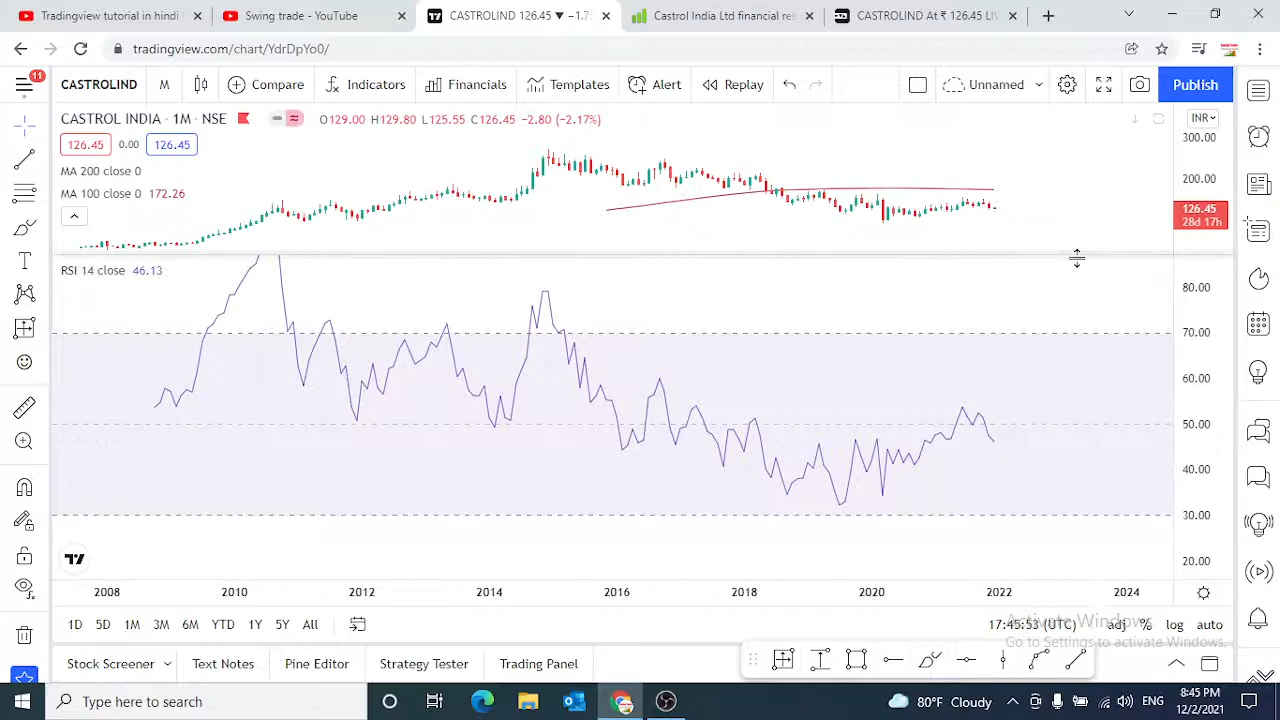 Tradingview tutorial in hindi
Swing trade - YouTube
CASTROLIND 126.45 ▼ −1.7
Castrol India Ltd financial re
CASTROLIND At ₹ 126.45 LI
tradingview.com/chart/YdrDpYo0/
11
CASTROLIND
M
Compare
Indicators
Financials
Templates
Alert
Replay
Unnamed
Publish
CASTROL INDIA · 1M · NSE
O129.00 H129.80 L125.55 C126.45 −2.80 (−2.17%)
INR
126.45
0.00
126.45
MA 200 close 0
MA 100 close 0 172.26
300.00
200.00
126.45
28d 17h
RSI 14 close 46.13
80.00
70.00
60.00
50.00
40.00
30.00
20.00
2008
2010
2012
2014
2016
2018
2020
2022
2024
1D 5D 1M 3M 6M YTD 1Y 5Y All
17:45:53 (UTC)
adj % log auto
Activate Windows
Go to Settings to activate Windows.
Stock Screener
Text Notes
Pine Editor
Strategy Tester
Trading Panel
Type here to search
80°F Cloudy
ENG
8:45 PM
12/2/2021